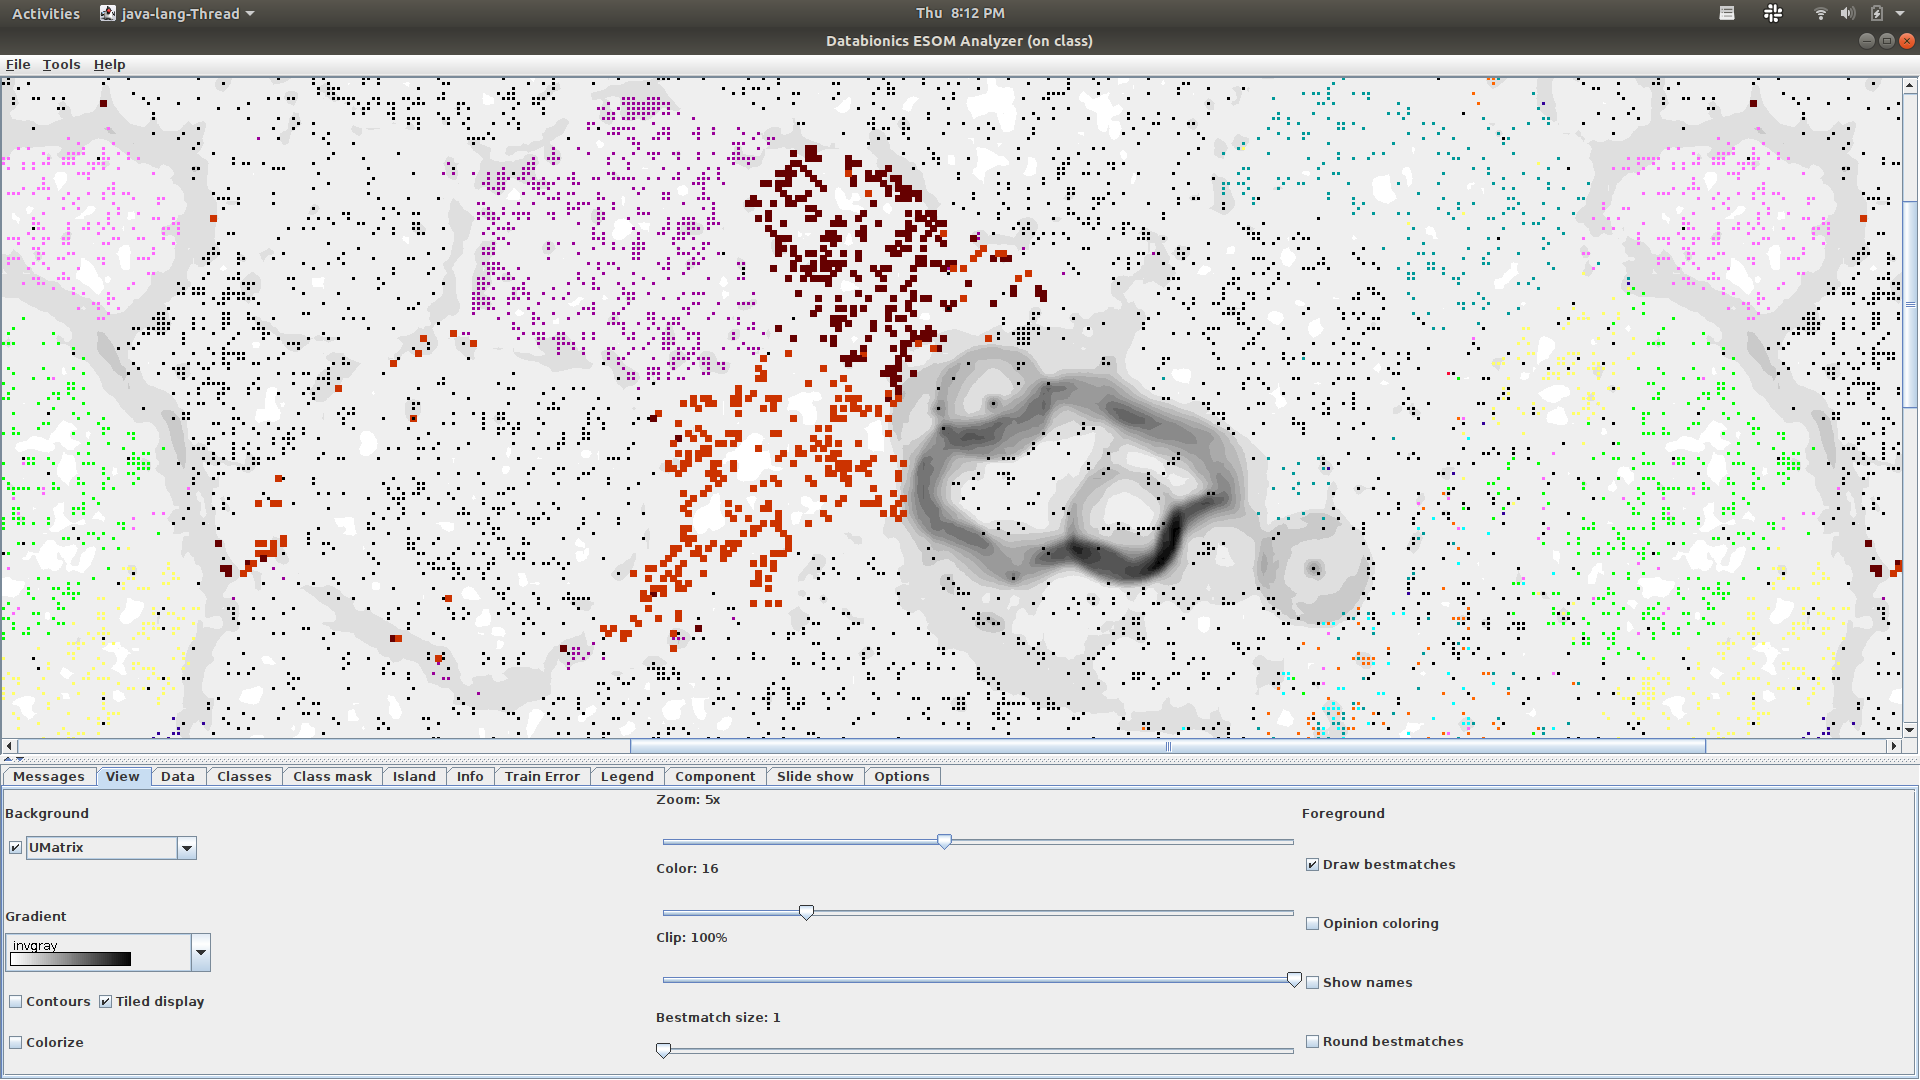 Activities java-lang-Thread Thu 8:12 PM
Databionics ESOM Analyzer (on class)
File Tools Help
Messages View Data Classes Class mask Island Info Train Error Legend Component Slide show Options
Background
UMatrix
Gradient
invgray
Contours Tiled display
Colorize
Zoom: 5x
Color: 16
Clip: 100%
Bestmatch size: 1
Foreground
Draw bestmatches
Opinion coloring
Show names
Round bestmatches